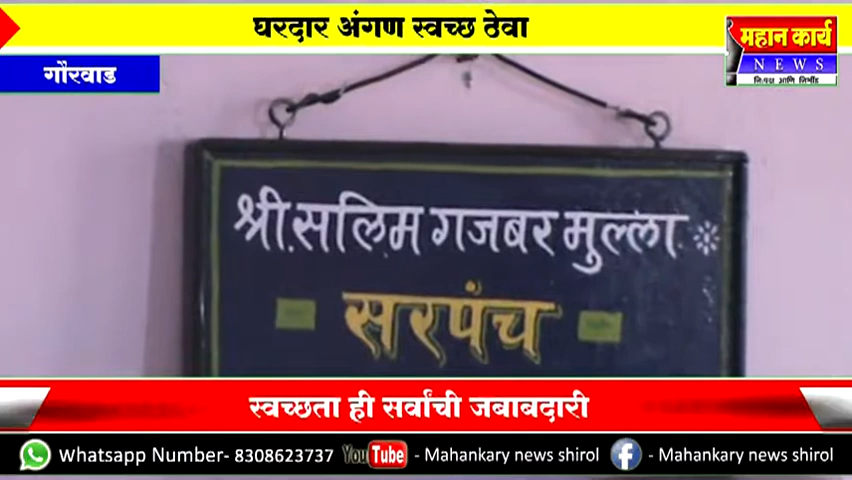 घरदार अंगण स्वच्छ ठेवा
महान कार्य
NEWS
गौरवाड
श्री.सलिम गजबर मुल्ला
सरपंच
स्वच्छता ही सर्वांची जबाबदारी
Whatsapp Number- 8308623737 YouTube - Mahankary news shirol f - Mahankary news shirol